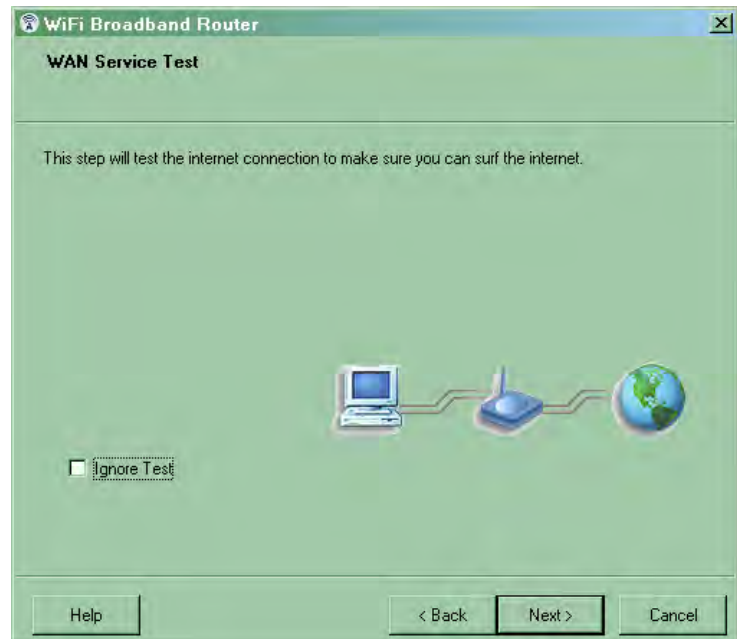 WiFi Broadband Router
WAN Service Test
This step will test the internet connection to make sure you can surf the internet.
Ignore Test
Help
< Back
Next >
Cancel